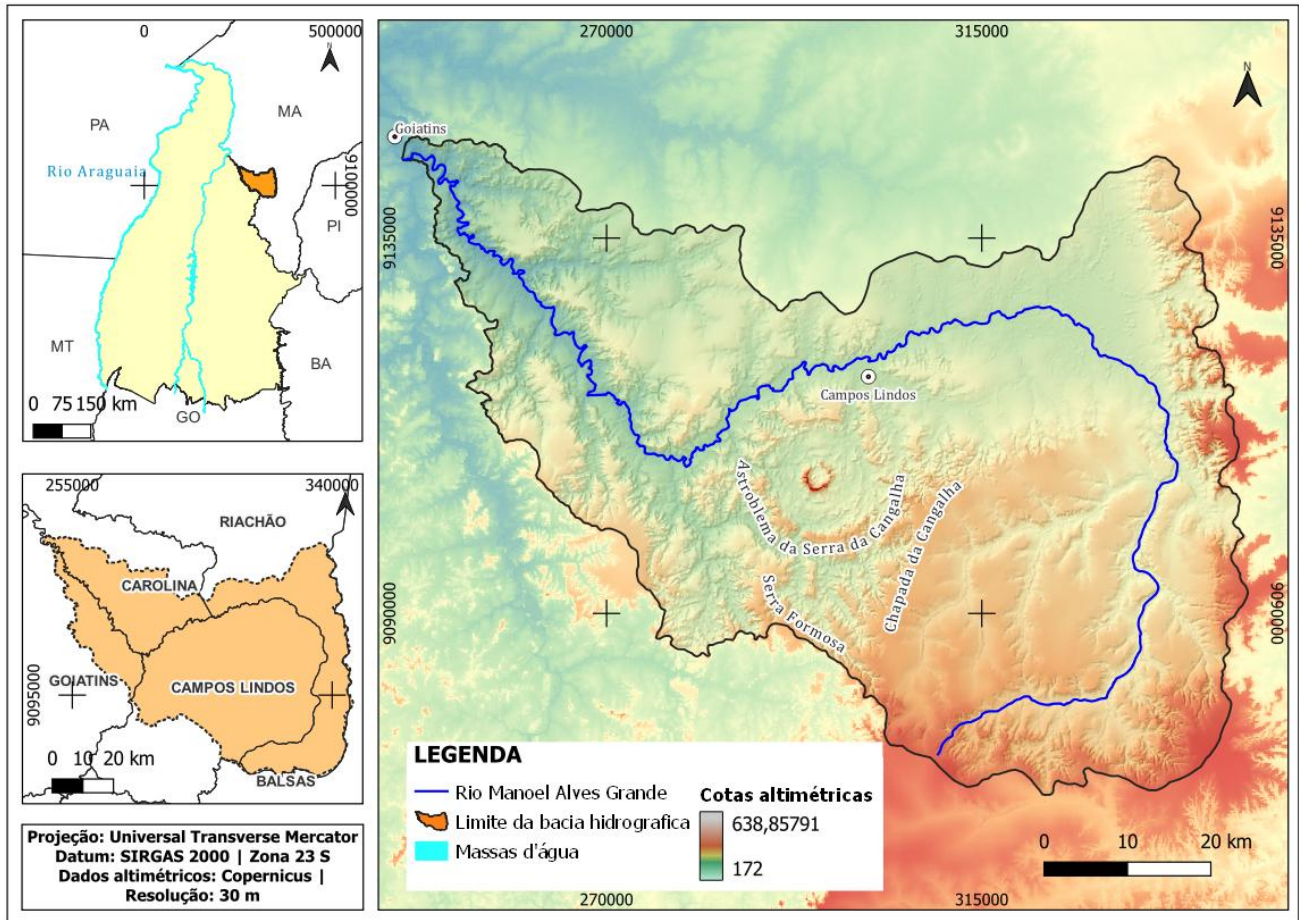 0
500000
N
PA
MA
Rio Araguaia
9100000
PI
MT
BA
0 75 150 km
GO
255000
340000
RIACHÃO
CAROLINA
GOIATINS
CAMPOS LINDOS
9095000
0 10 20 km
BALSAS
Projeção: Universal Transverse Mercator
Datum: SIRGAS 2000 | Zona 23 S
Dados altimétricos: Copernicus |
Resolução: 30 m
270000
315000
N
Goiatins
9135000
9135000
Campos Lindos
Astroblema da Serra da Cangalha
Chapada da Cangalha
Serra Formosa
9090000
9090000
LEGENDA
Rio Manoel Alves Grande
Limite da bacia hidrografica
Massas d'água
Cotas altimétricas
638,85791
172
0 10 20 km
270000
315000